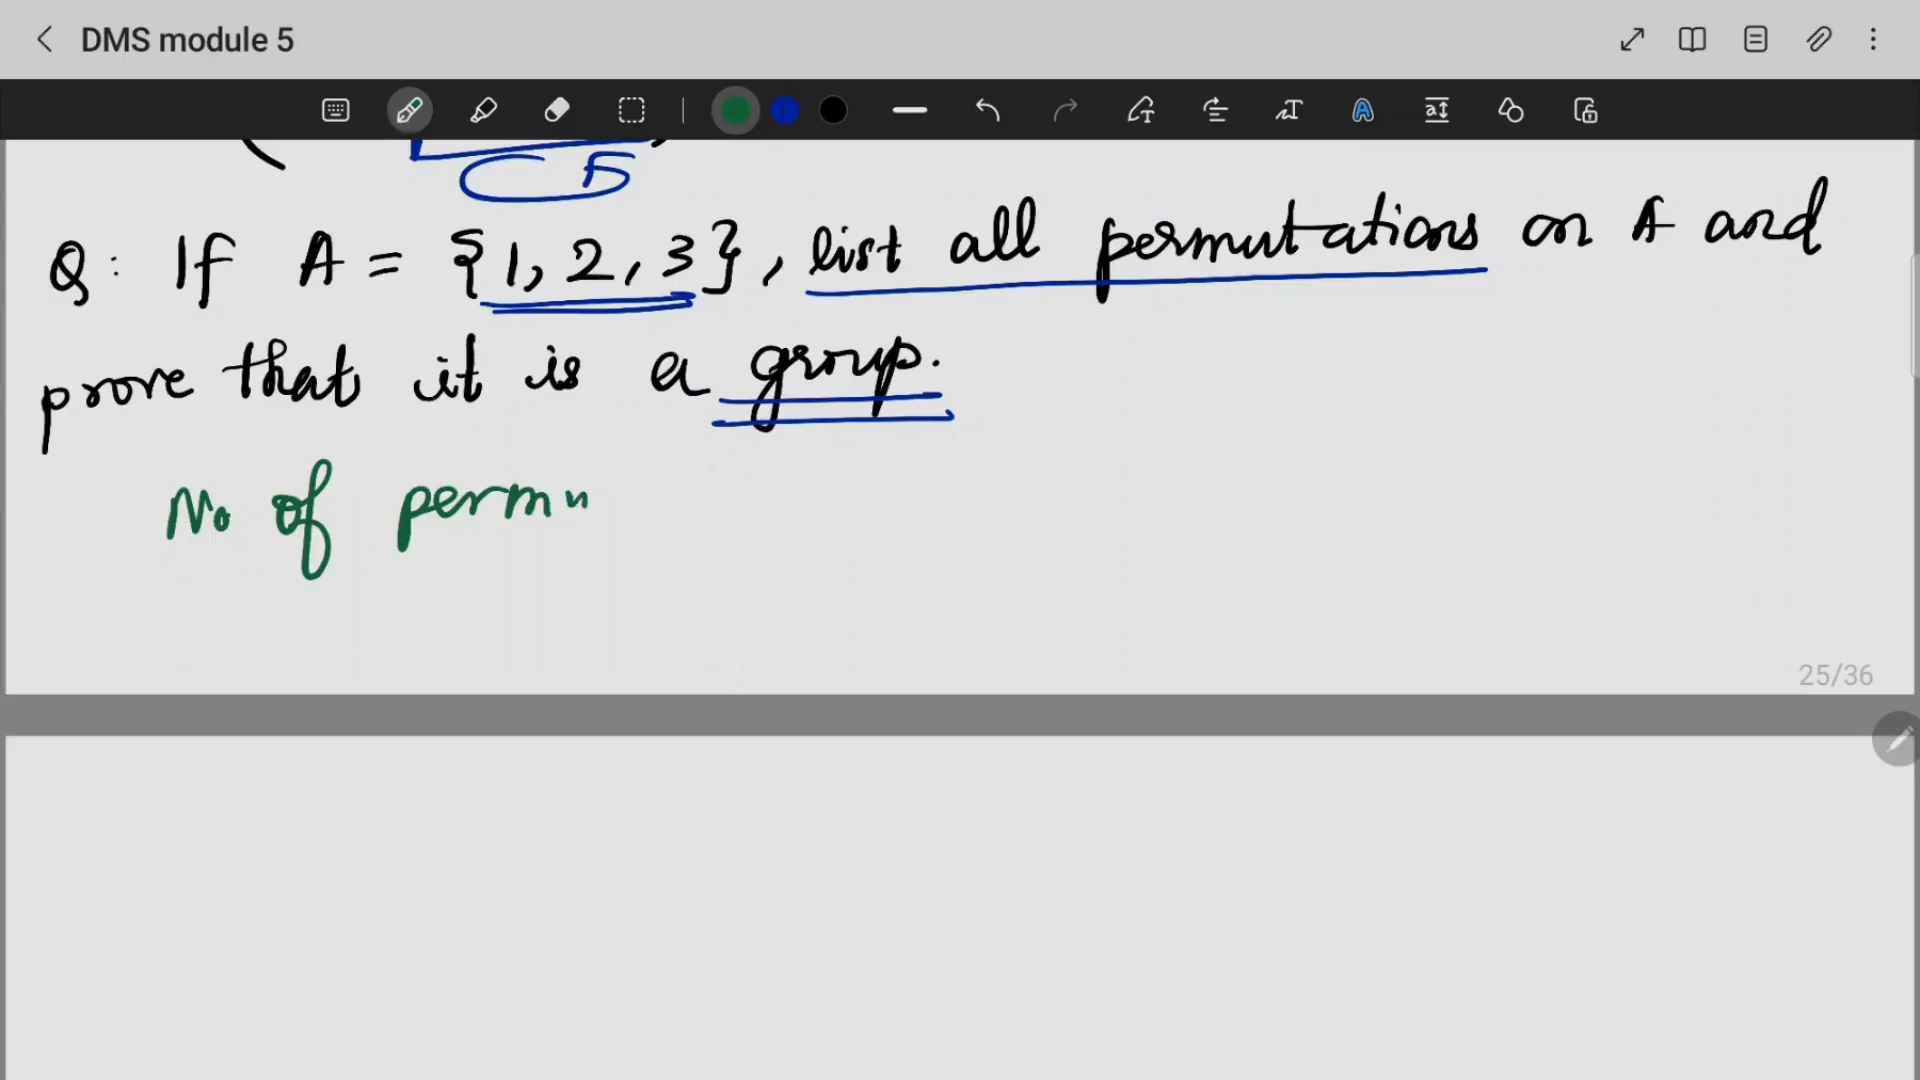 DMS module 5
Q: If A = {1, 2, 3}, list all permutations on A and
prove that it is a group.
No of permu
25/36